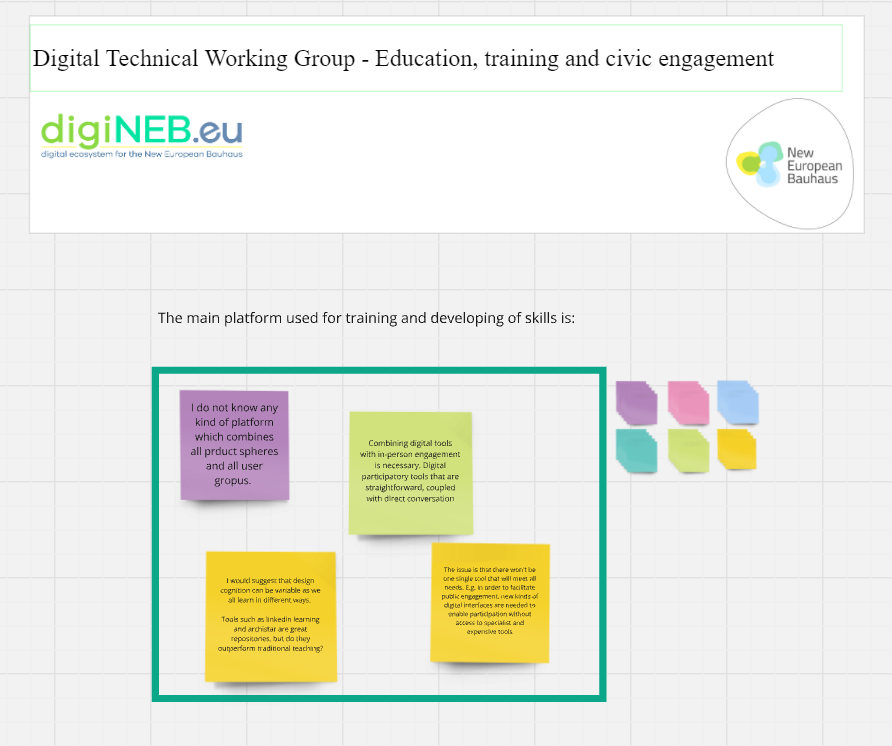 Digital Technical Working Group - Education, training and civic engagement
digiNEB.eu
digital ecosystem for the New European Bauhaus
New
European
Bauhaus
The main platform used for training and developing of skills is:
I do not know any
kind of platform
which combines
all prduct spheres
and all user
gropus.
Combining digital tools
with in-person engagement
is necessary. Digital
participatory tools that are
straightforward, coupled
with direct conversation
I would suggest that design
cognition can be variable as we
all learn in different ways.
Tools such as linkedin learning
and archistar are great
repositories, but do they
outperform traditional teaching?
The issue is that there won't be
one single tool that will meet all
needs. E.g. in order to facilitate
public engagement, new kinds of
digital interfaces are needed to
enable participation without
access to specialist and
expensive tools.